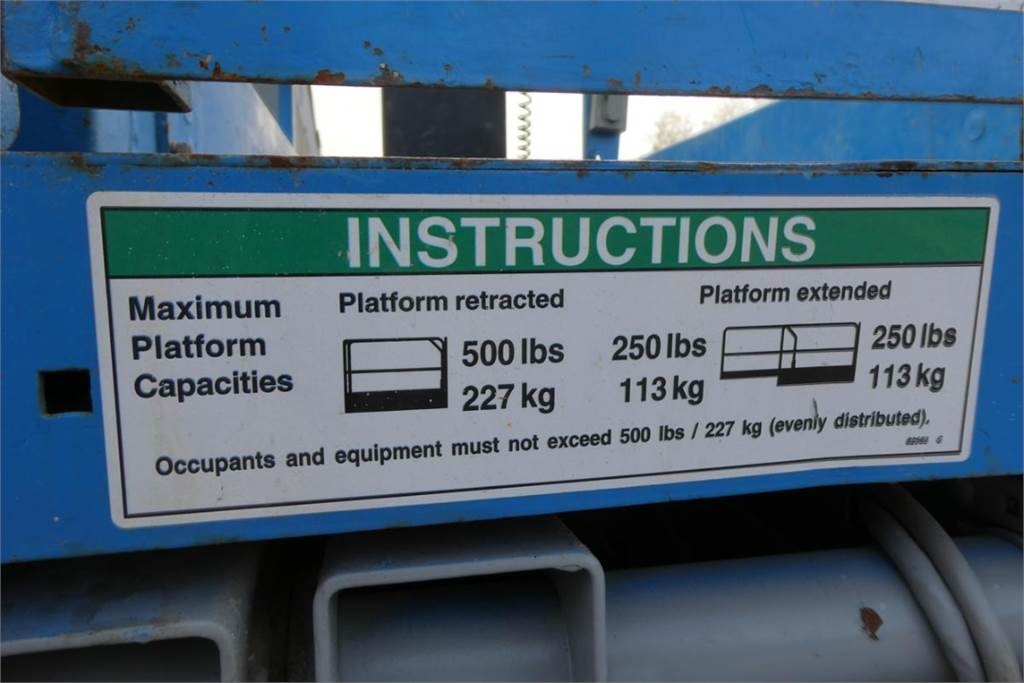 INSTRUCTIONS
Maximum
Platform
Capacities
Platform retracted
500 lbs
227 kg
Platform extended
250 lbs
113 kg
250 lbs
113 kg
Occupants and equipment must not exceed 500 lbs / 227 kg (evenly distributed).